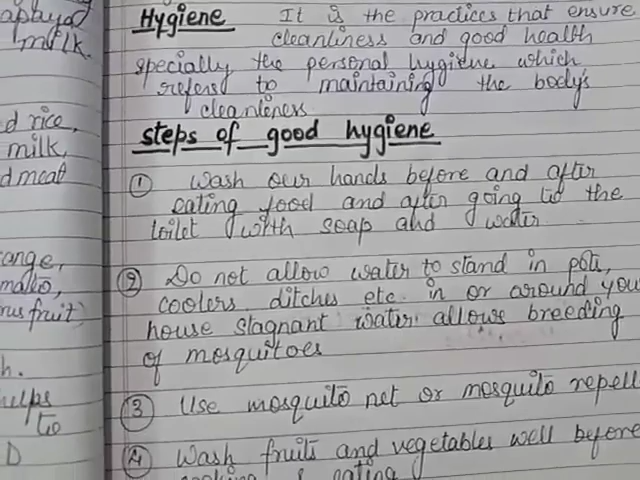 milk.
d rice,
milk,
d meat
ange,
rus fruit,
h.
helps
to
D
Hygiene It is the practices that ensure
cleanliness and good health
specially the personal hygiene which
refers to maintaining the body's
cleanliness.
steps of good hygiene
① Wash our hands before and after
eating food and after going to the
toilet with soap and water.
② Do not allow water to stand in pots,
coolers ditches etc. in or around you
house stagnant water allows breeding
of mosquitoes
③ Use mosquito net or mosquito repell
④ Wash fruits and vegetables well before
eating